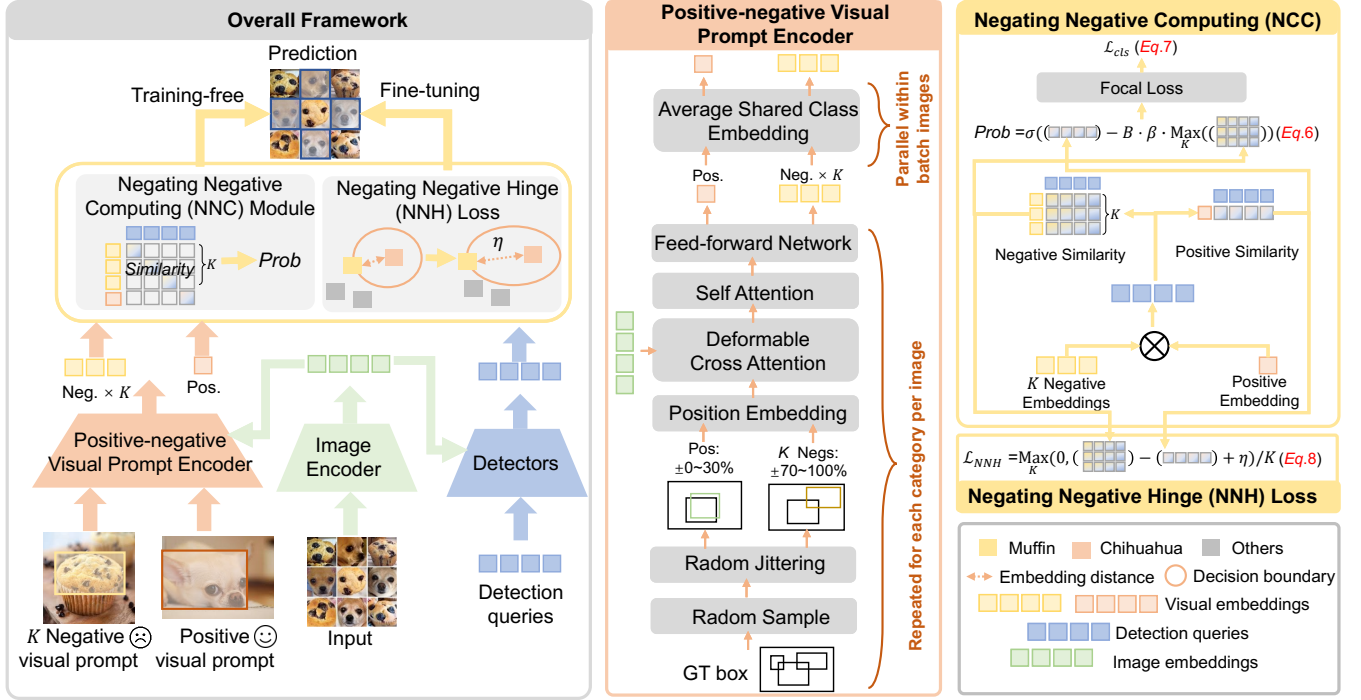 Overall Framework
Prediction
Training-free
Fine-tuning
Negating Negative
Computing (NNC) Module
Similarity
K
Prob
Negating Negative Hinge
(NNH) Loss
η
Neg. × K
Pos.
Positive-negative
Visual Prompt Encoder
Image
Encoder
Detectors
K Negative
visual prompt
Positive
visual prompt
Input
Detection
queries
Positive-negative Visual
Prompt Encoder
Average Shared Class
Embedding
Parallel within
batch images
Pos.
Neg. × K
Feed-forward Network
Self Attention
Deformable
Cross Attention
Position Embedding
Pos:
±0~30%
K Negs:
±70~100%
Radom Jittering
Radom Sample
GT box
Repeated for each category per image
Negating Negative Computing (NCC)
ℒcls (Eq.7)
Focal Loss
Prob =σ(( ) − B · β · Max(( ))(Eq.6)
K
K
Negative Similarity
Positive Similarity
K Negative
Embeddings
Positive
Embedding
ℒNNH =Max(0, ( ) − ( ) + η)/K (Eq.8)
K
Negating Negative Hinge (NNH) Loss
Muffin
Chihuahua
Others
Embedding distance
Decision boundary
Visual embeddings
Detection queries
Image embeddings